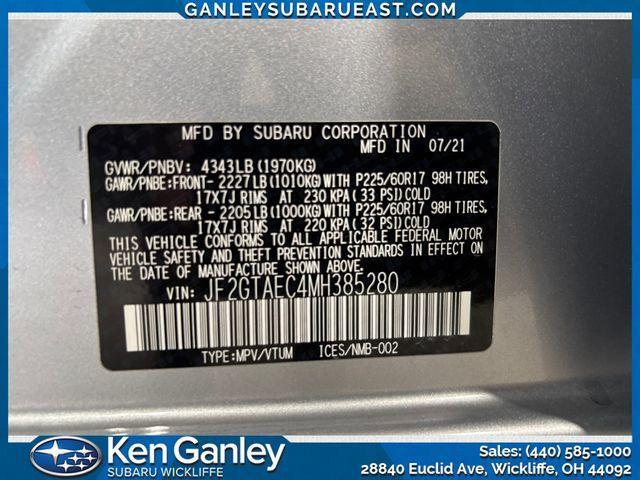 GANLEYSUBARUEAST.COM
MFD BY SUBARU CORPORATION
MFD IN 07/21
GVWR/PNBV: 4343LB (1970KG)
GAWR/PNBE:FRONT- 2227LB (1010KG) WITH P225/60R17 98H TIRES,
17X7J RIMS AT 230 KPA (33 PSI) COLD
GAWR/PNBE:REAR - 2205LB (1000KG) WITH P225/60R17 98H TIRES,
17X7J RIMS AT 220 KPA (32 PSI) COLD
THIS VEHICLE CONFORMS TO ALL APPLICABLE FEDERAL MOTOR
VEHICLE SAFETY AND THEFT PREVENTION STANDARDS IN EFFECT ON
THE DATE OF MANUFACTURE SHOWN ABOVE.
VIN: JF2GTAEC4MH385280
TYPE:MPV/VTUM ICES/NMB-002
Ken Ganley
SUBARU WICKLIFFE
Sales: (440) 585-1000
28840 Euclid Ave, Wickliffe, OH 44092